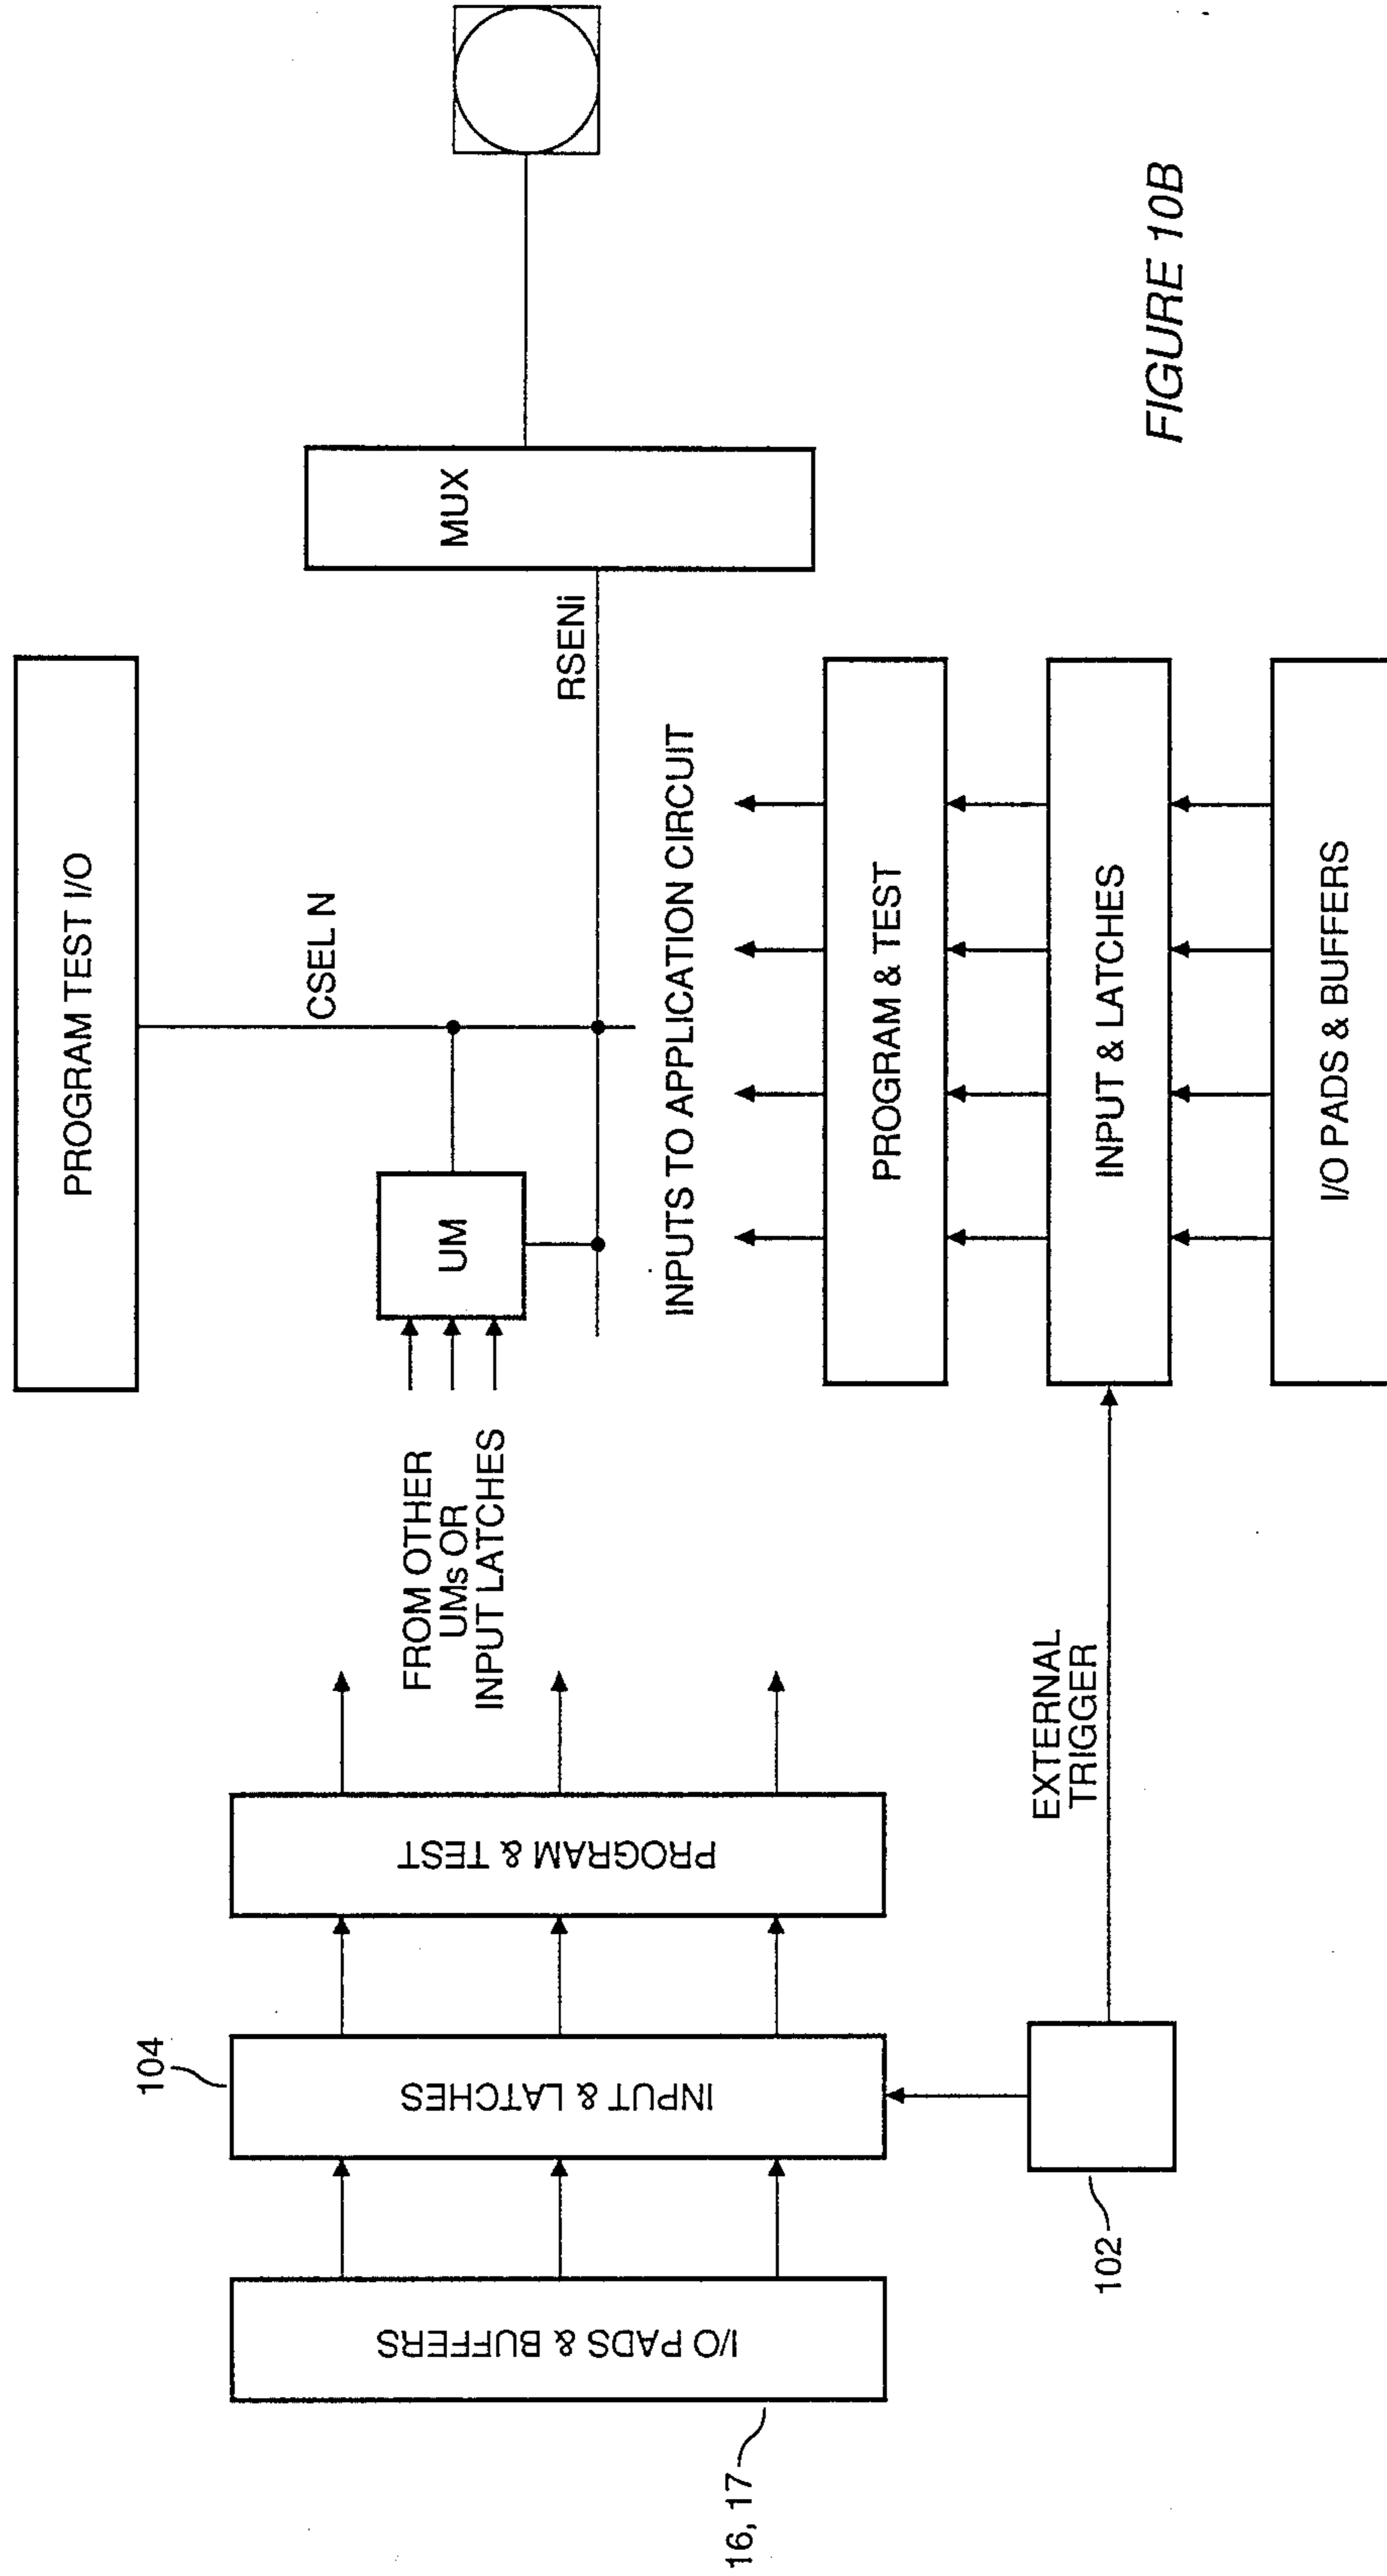 PROGRAM TEST I/O
CSEL N
MUX
RSENi
UM
FROM OTHER
UMs OR
INPUT LATCHES
INPUTS TO APPLICATION CIRCUIT
104
I/O PADS & BUFFERS
INPUT & LATCHES
PROGRAM & TEST
16, 17
102
EXTERNAL
TRIGGER
PROGRAM & TEST
INPUT & LATCHES
I/O PADS & BUFFERS
FIGURE 10B